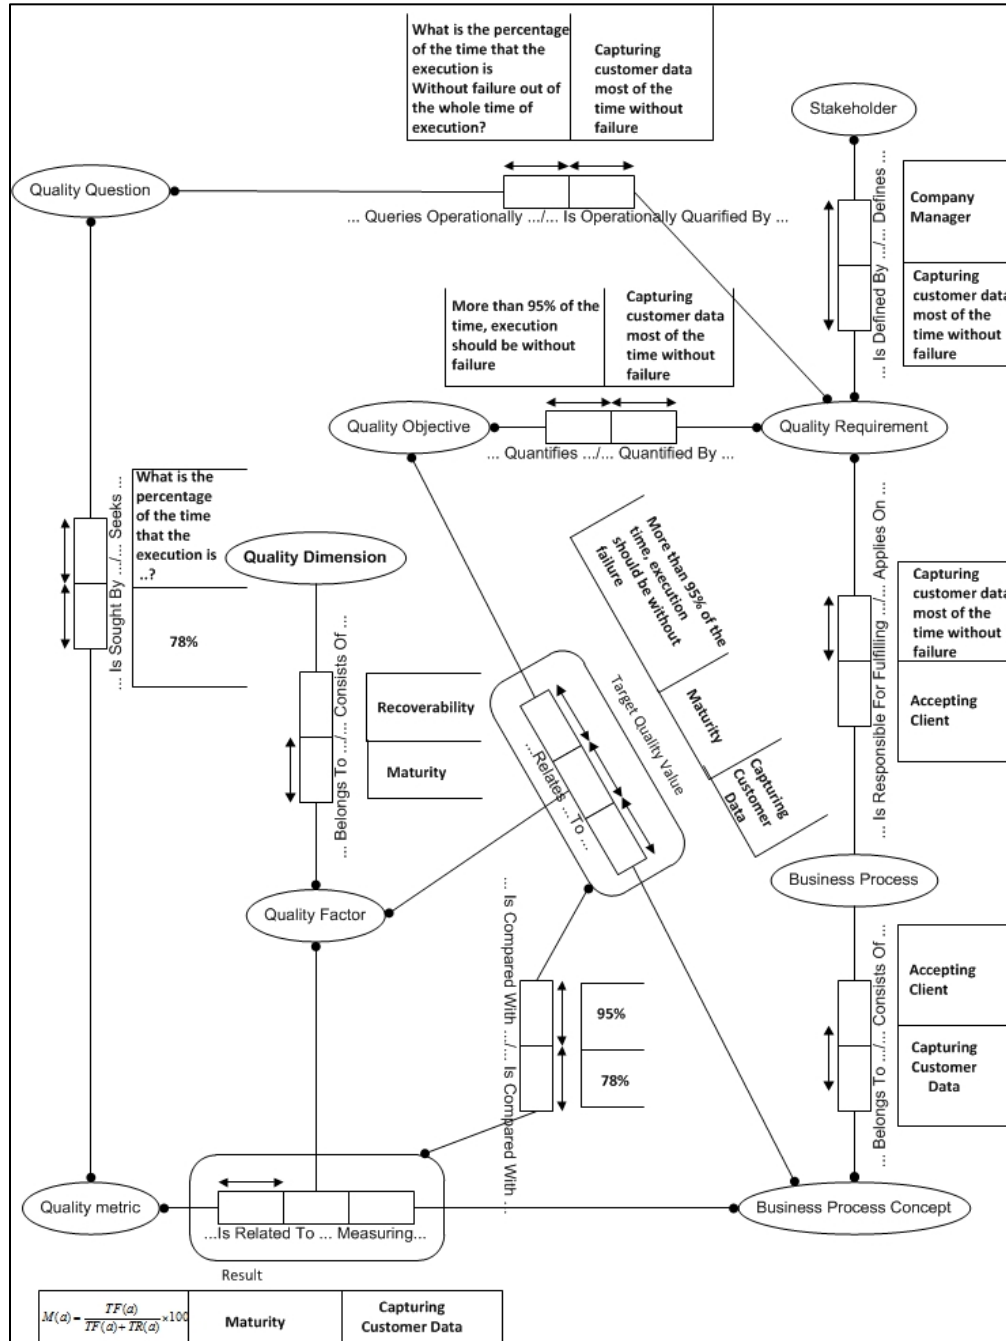 What is the percentage
of the time that the
execution is
Without failure out of
the whole time of
execution?
Capturing
customer data
most of the
time without
failure
Stakeholder
Quality Question
... Queries Operationally .../... Is Operationally Quarified By ...
... Is Defined By .../... Defines ...
Company
Manager
Capturing
customer data
most of the
time without
failure
More than 95% of the
time, execution
should be without
failure
Capturing
customer data
most of the
time without
failure
Quality Objective
Quality Requirement
... Quantifies .../... Quantified By ...
... Is Sought By .../... Seeks ...
What is the
percentage
of the time
that the
execution is
..?
78%
Quality Dimension
... Belongs To .../... Consists Of ...
Recoverability
Maturity
...Relates ... To ...
Target Quality Value
More than 95% of the
time, execution
should be without
failure
Maturity
Capturing
Customer
Data
... Is Responsible For Fulfilling .../... Applies On ...
Capturing
customer data
most of the
time without
failure
Accepting
Client
Business Process
Quality Factor
... Is Compared With .../... Is Compared With ...
95%
78%
... Belongs To .../... Consists Of ...
Accepting
Client
Capturing
Customer
Data
Quality metric
...Is Related To ... Measuring...
Business Process Concept
Result
M(a) = TF(a) / TF(a) + TR(a) ×100
Maturity
Capturing
Customer Data